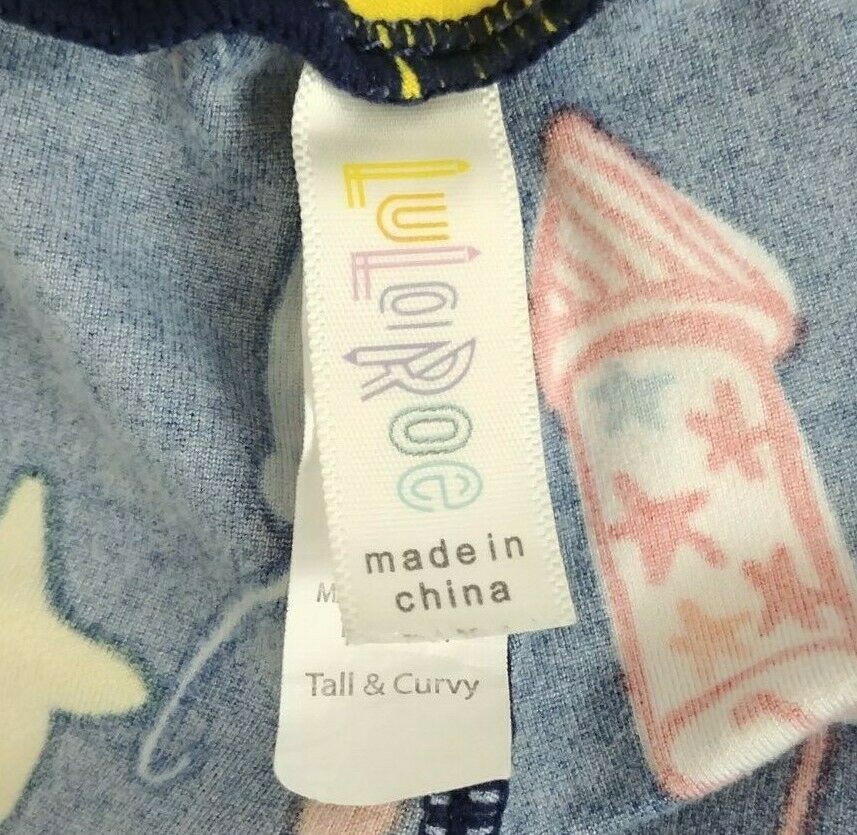 LuLaRoe
made in
china
Tall & Curvy